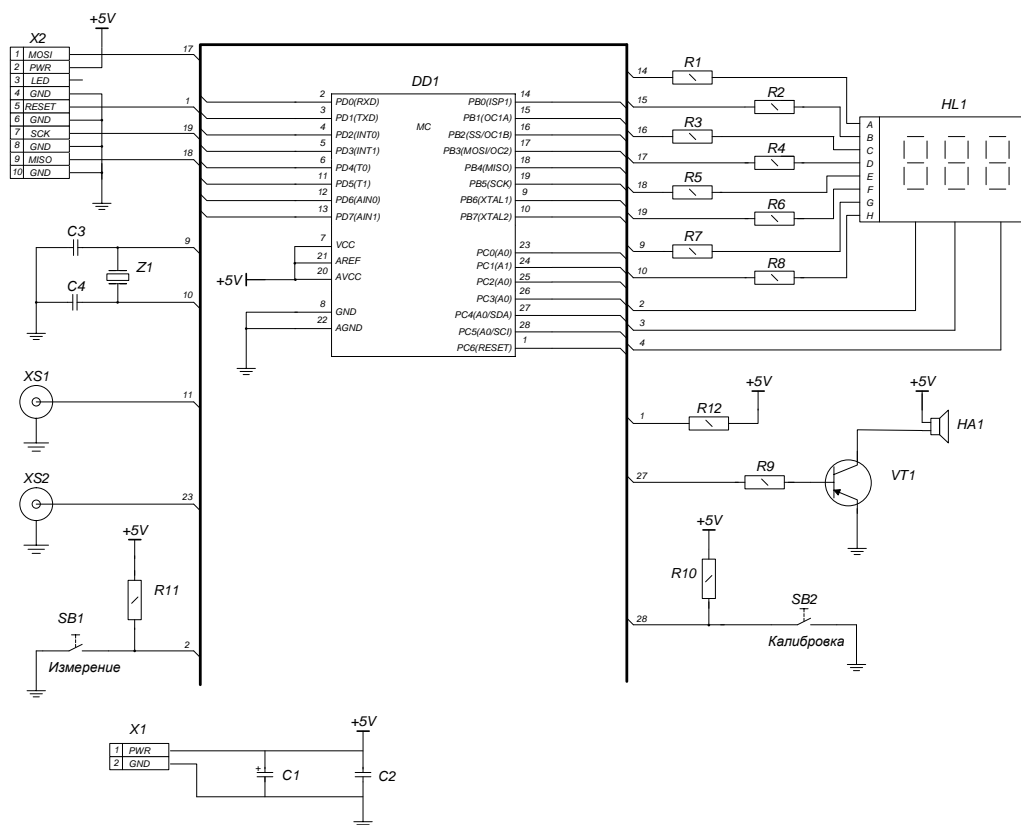 +5V
X2
1 MOSI 17
2 PWR
3 LED
4 GND
5 RESET 1
6 GND
7 SCK 19
8 GND
9 MISO 18
10 GND
DD1
MC
2 PD0(RXD)
3 PD1(TXD)
4 PD2(INT0)
5 PD3(INT1)
6 PD4(T0)
11 PD5(T1)
12 PD6(AIN0)
13 PD7(AIN1)
7 VCC
21 AREF
20 AVCC
+5V
8 GND
22 AGND
PB0(ISP1) 14
PB1(OC1A) 15
PB2(SS/OC1B) 16
PB3(MOSI/OC2) 17
PB4(MISO) 18
PB5(SCK) 19
PB6(XTAL1) 9
PB7(XTAL2) 10
PC0(A0) 23
PC1(A1) 24
PC2(A0) 25
PC3(A0) 26
PC4(A0/SDA) 27
PC5(A0/SCI) 28
PC6(RESET) 1
14 R1
15 R2
16 R3
17 R4
18 R5
19 R6
9 R7
10 R8
2
3
4
HL1
A
B
C
D
E
F
G
H
C3 9
Z1
C4 10
XS1
11
XS2
23
+5V
R11
SB1
2
Измерение
1 R12 +5V
+5V
HA1
27 R9
VT1
+5V
R10
SB2
28
Калибровка
X1
1 PWR
2 GND
+5V
+ C1
C2